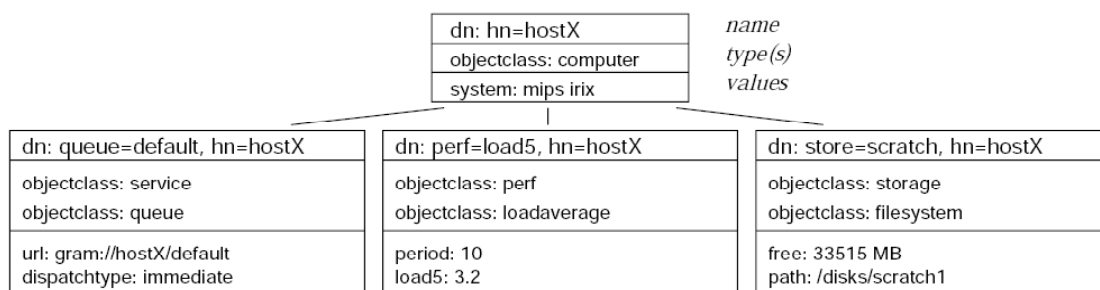 dn: hn=hostX
name
objectclass: computer
type(s)
system: mips irix
values
dn: queue=default, hn=hostX
objectclass: service
objectclass: queue
url: gram://hostX/default
dispatchtype: immediate
dn: perf=load5, hn=hostX
objectclass: perf
objectclass: loadaverage
period: 10
load5: 3.2
dn: store=scratch, hn=hostX
objectclass: storage
objectclass: filesystem
free: 33515 MB
path: /disks/scratch1